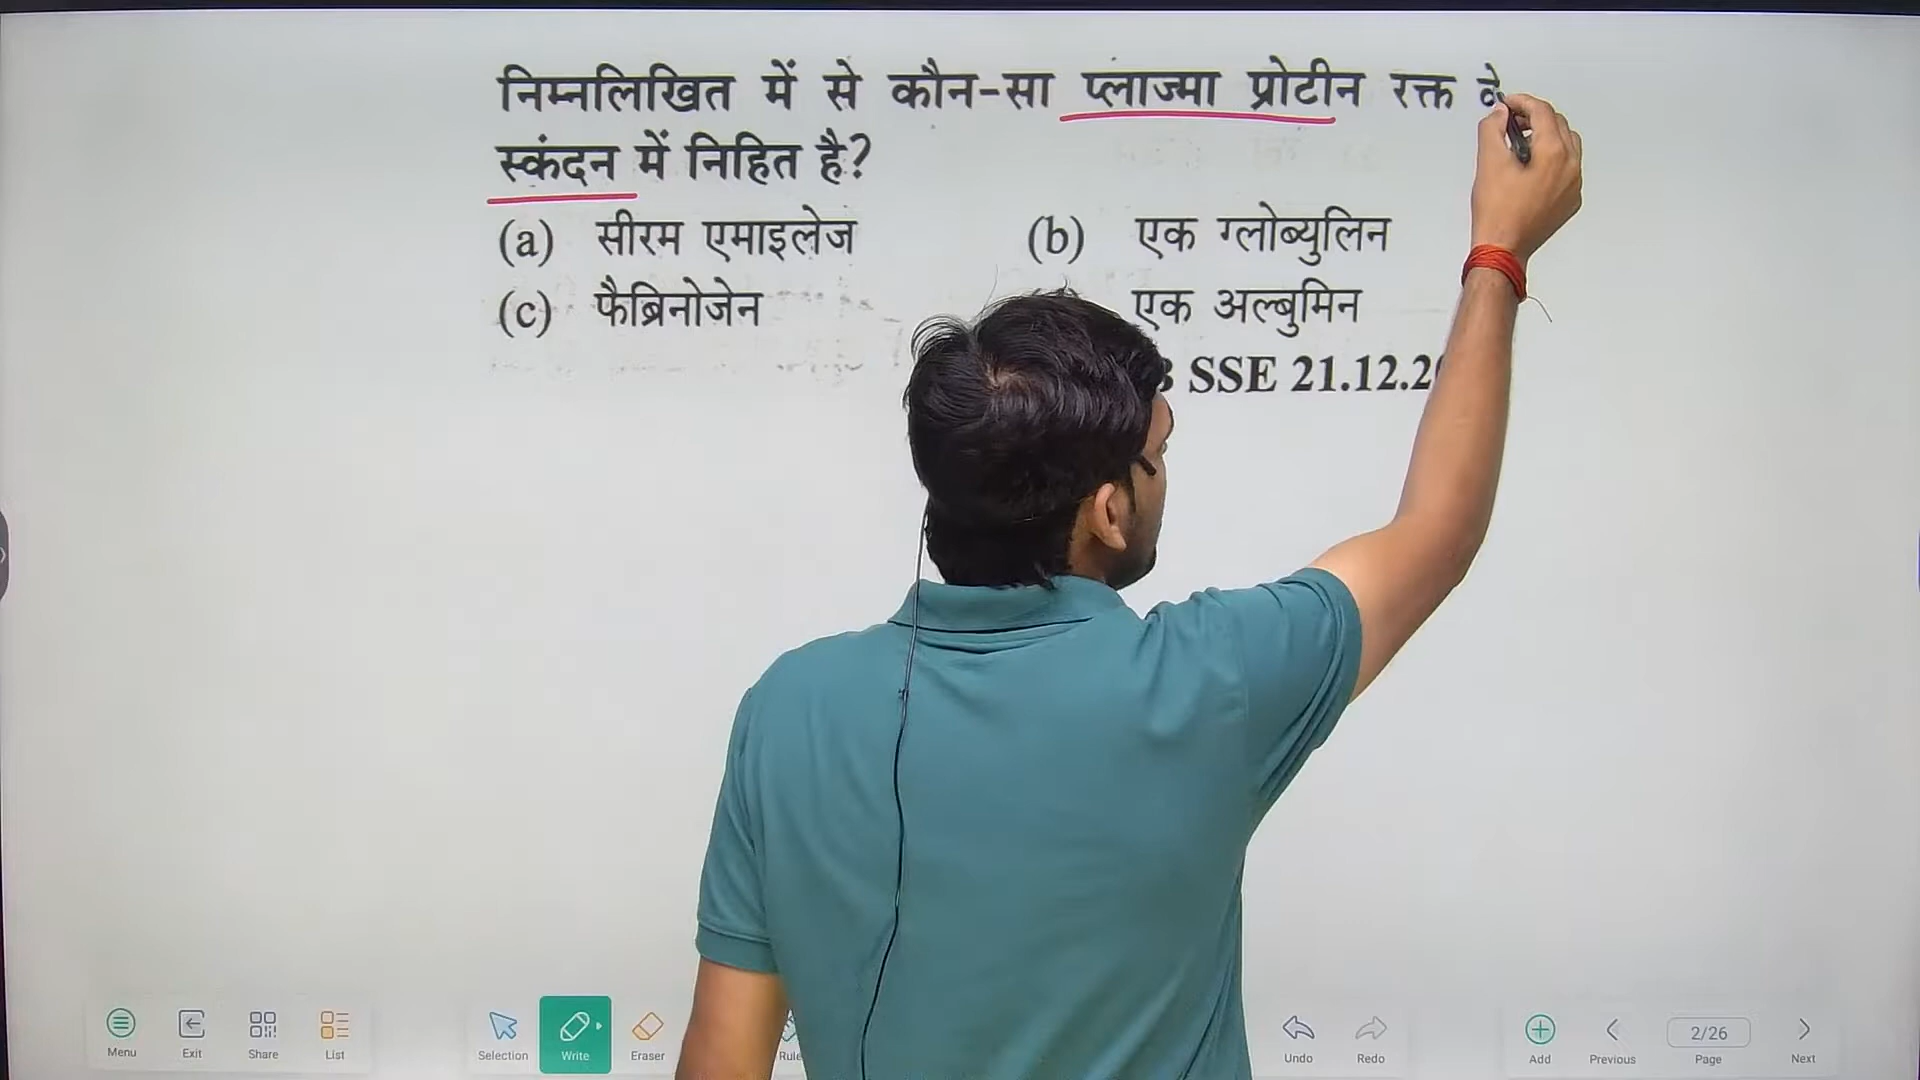 निम्नलिखित में से कौन-सा प्लाज्मा प्रोटीन रक्त
स्कंदन में निहित है?
(a) सीरम एमाइलेज (b) एक ग्लोब्युलिन
(c) फैब्रिनोजेन एक अल्बुमिन
SSE 21.12.2
Menu Exit Share List Selection Write Eraser Undo Redo Add Previous 2/26 Page Next